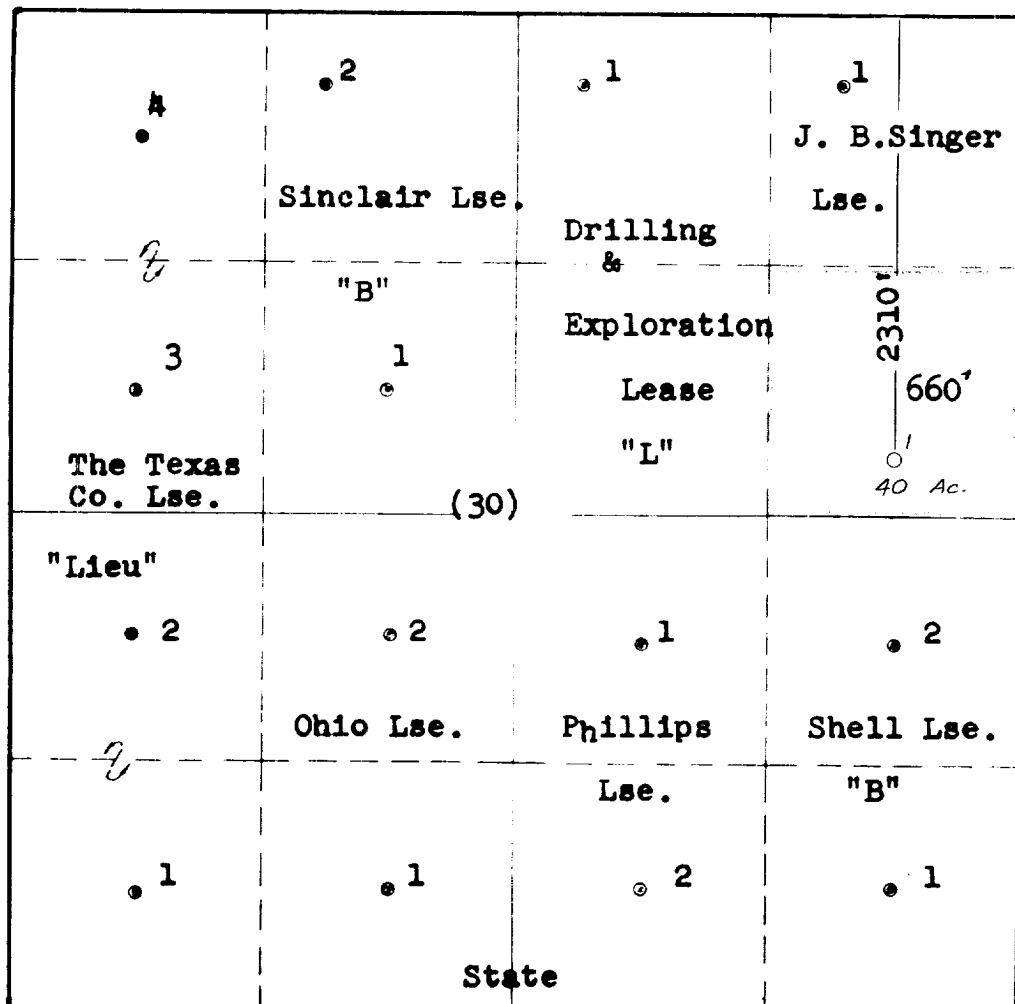 2 1 1
4
J. B.Singer
Sinclair Lse. Lse.
Drilling
&
"B"
Exploration
2310'
3 1
Lease 660'
"L"
1
The Texas
Co. Lse.
40 Ac.
(30)
"Lieu"
2 2 1 2
Ohio Lse. Phillips Shell Lse.
Lse. "B"
1 1 2 1
State